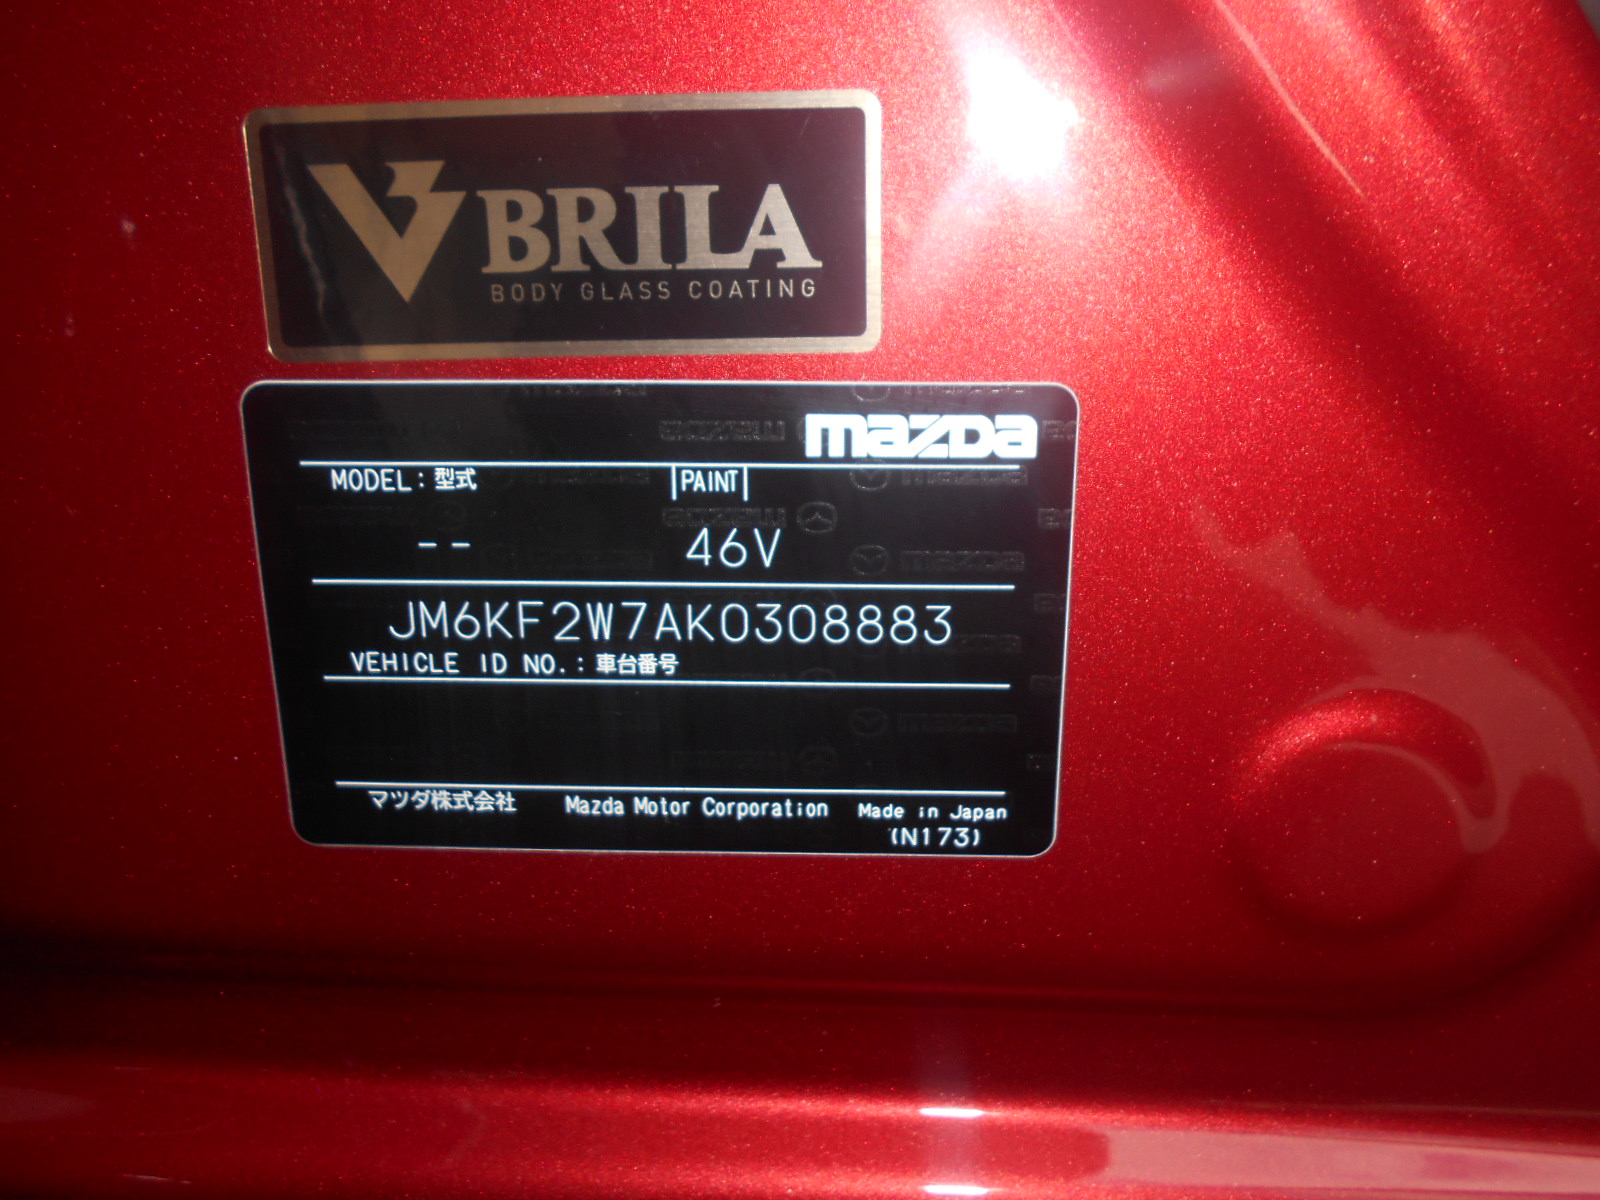 BRILA
BODY GLASS COATING
mazda
MODEL : 型式
PAINT
-- 46V
JM6KF2W7AK0308883
VEHICLE ID NO. : 車台番号
マツダ株式会社 Mazda Motor Corporation Made in Japan
(N173)